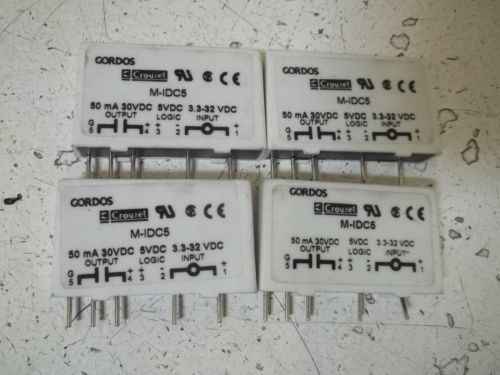 GORDOS
Crouzet
M-IDC5
50 mA 30VDC 5VDC 3.3-32 VDC
OUTPUT LOGIC INPUT
G + + - +
5 4 3 2 1
GORDOS
Crouzet
M-IDC5
50 mA 30VDC 5VDC 3.3-32 VDC
OUTPUT LOGIC INPUT
G + + - +
5 4 3 2 1
GORDOS
Crouzet
M-IDC5
50 mA 30VDC 5VDC 3.3-32 VDC
OUTPUT LOGIC INPUT
G + + - +
5 4 3 2 1
GORDOS
Crouzet
M-IDC5
50 mA 30VDC 5VDC 3.3-32 VDC
OUTPUT LOGIC INPUT
G + + - +
5 4 3 2 1